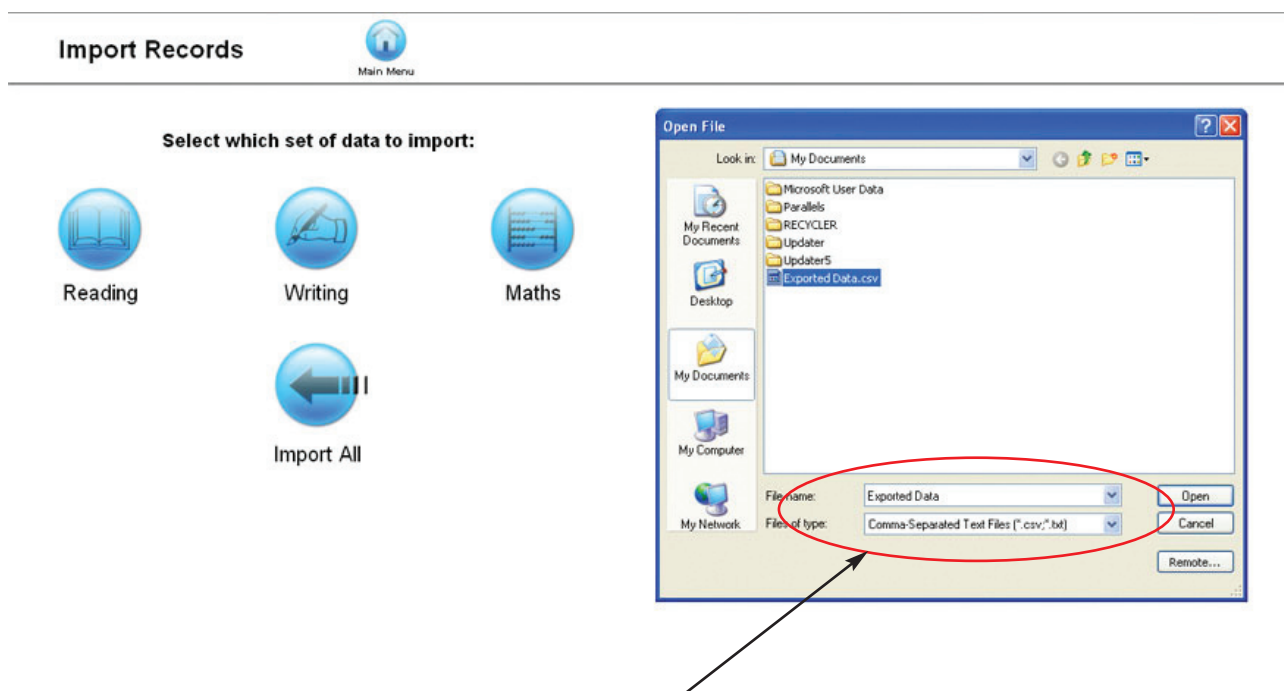 Import Records
Main Menu
Select which set of data to import:
Reading
Writing
Maths
Import All
Open File
Look in:
My Documents
My Recent
Documents
Desktop
My Documents
My Computer
My Network
Microsoft User Data
Parallels
RECYCLER
Updater
Updater5
Exported Data.csv
File name:
Exported Data
Open
Files of type:
Comma-Separated Text Files (*.csv;*.txt)
Cancel
Remote...